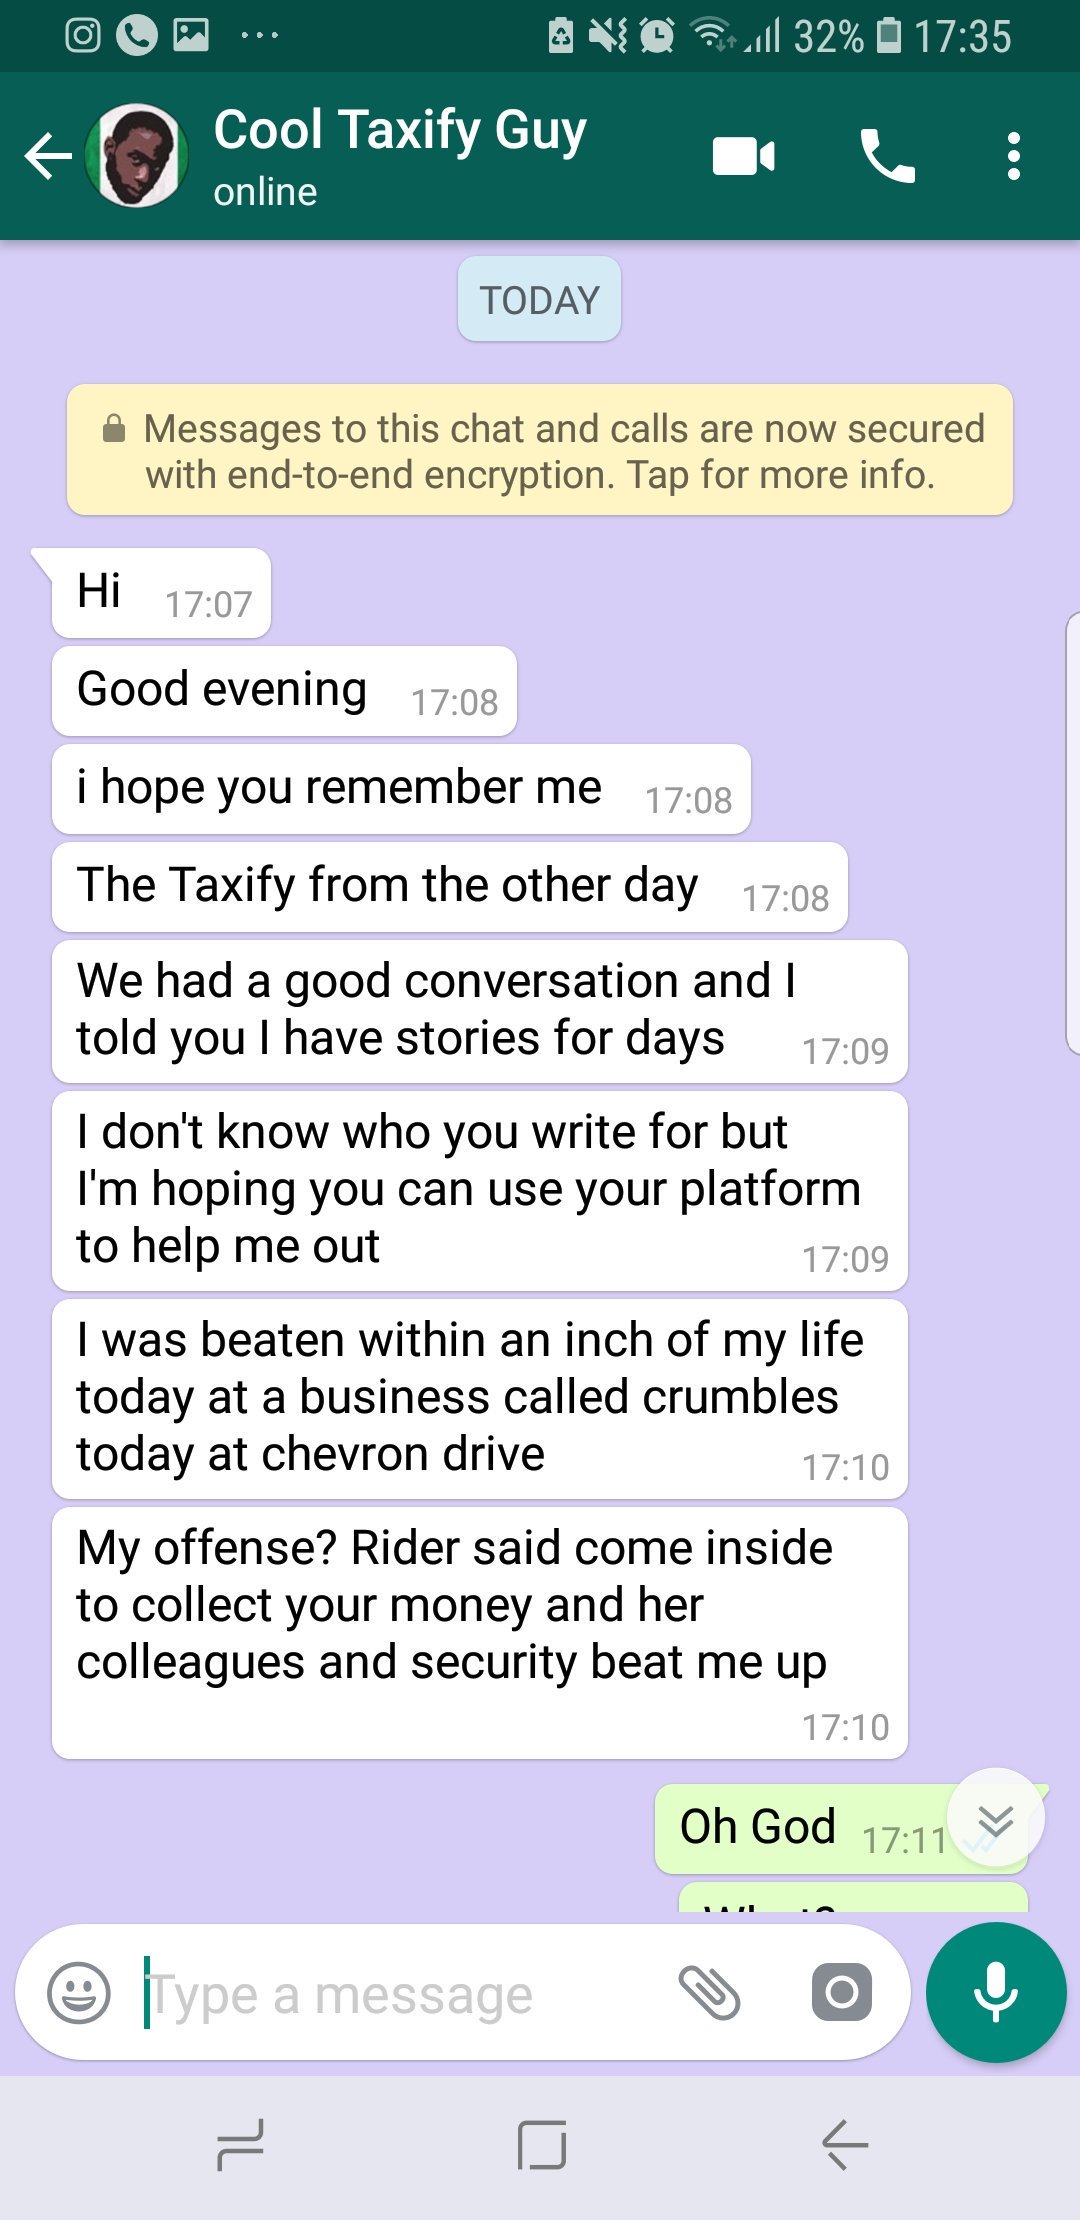 32% 17:35
Cool Taxify Guy
online
TODAY
Messages to this chat and calls are now secured
with end-to-end encryption. Tap for more info.
Hi 17:07
Good evening 17:08
i hope you remember me 17:08
The Taxify from the other day 17:08
We had a good conversation and I
told you I have stories for days 17:09
I don't know who you write for but
I'm hoping you can use your platform
to help me out 17:09
I was beaten within an inch of my life
today at a business called crumbles
today at chevron drive 17:10
My offense? Rider said come inside
to collect your money and her
colleagues and security beat me up
17:10
Oh God 17:11
Type a message